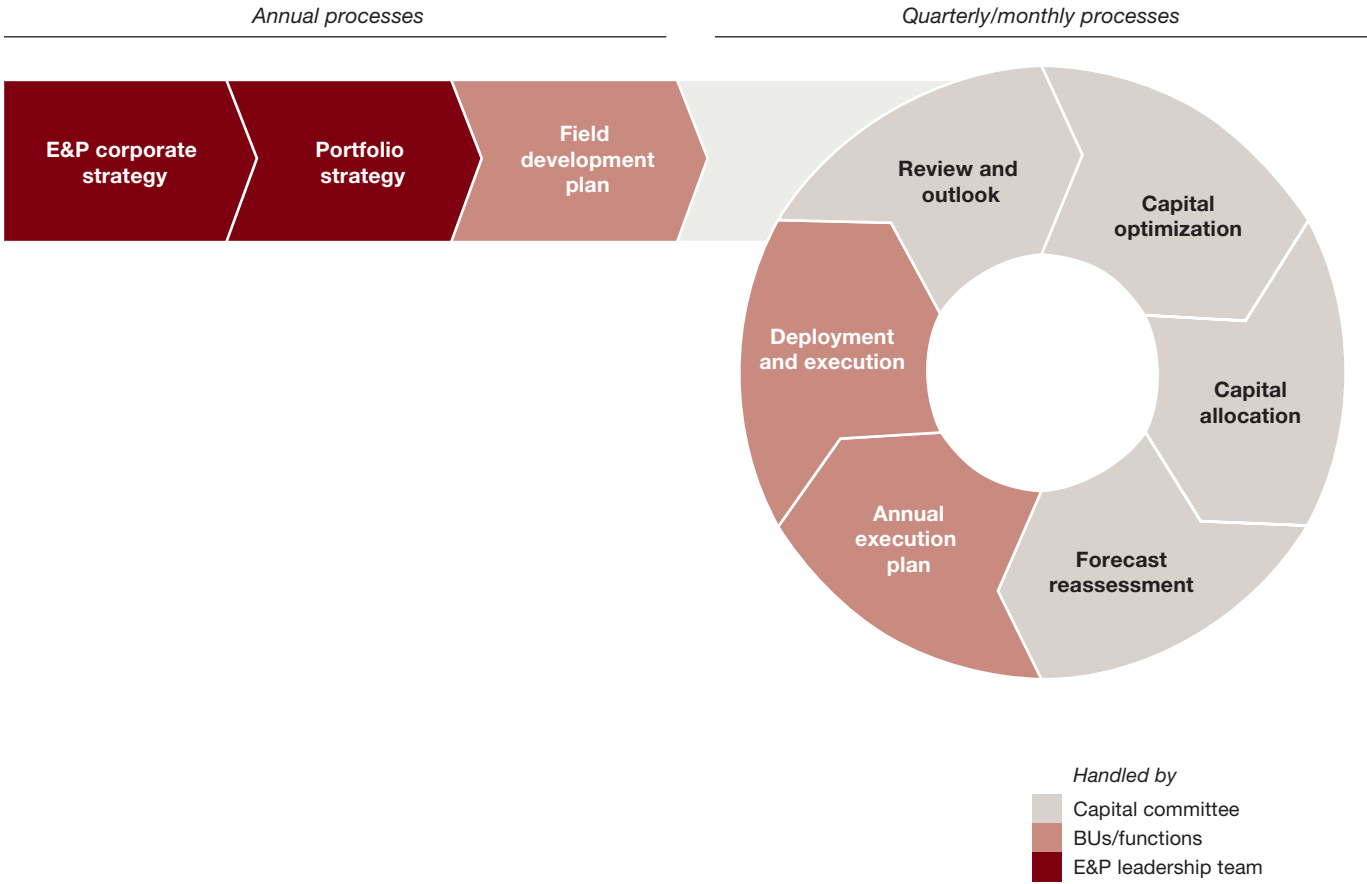 Annual processes
Quarterly/monthly processes
E&P corporate
strategy
Portfolio
strategy
Field
development
plan
Review and
outlook
Capital
optimization
Capital
allocation
Forecast
reassessment
Annual
execution
plan
Deployment
and execution
Handled by
Capital committee
BUs/functions
E&P leadership team